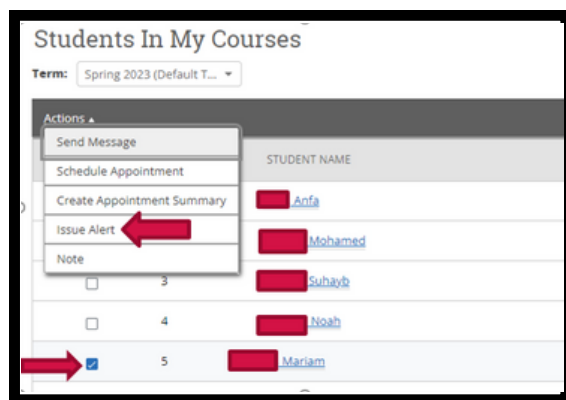 Students In My Courses
Term: Spring 2023 (Default T...
Actions
Send Message
Schedule Appointment
STUDENT NAME
Create Appointment Summary
Anfa
Issue Alert
Mohamed
Note
3 Suhayb
4 Noah
5 Mariam